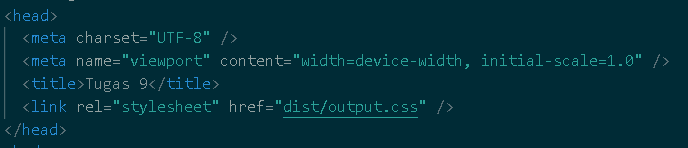 <head>
<meta charset="UTF-8" />
<meta name="viewport" content="width=device-width, initial-scale=1.0" />
<title>Tugas 9</title>
<link rel="stylesheet" href="dist/output.css" />
</head>